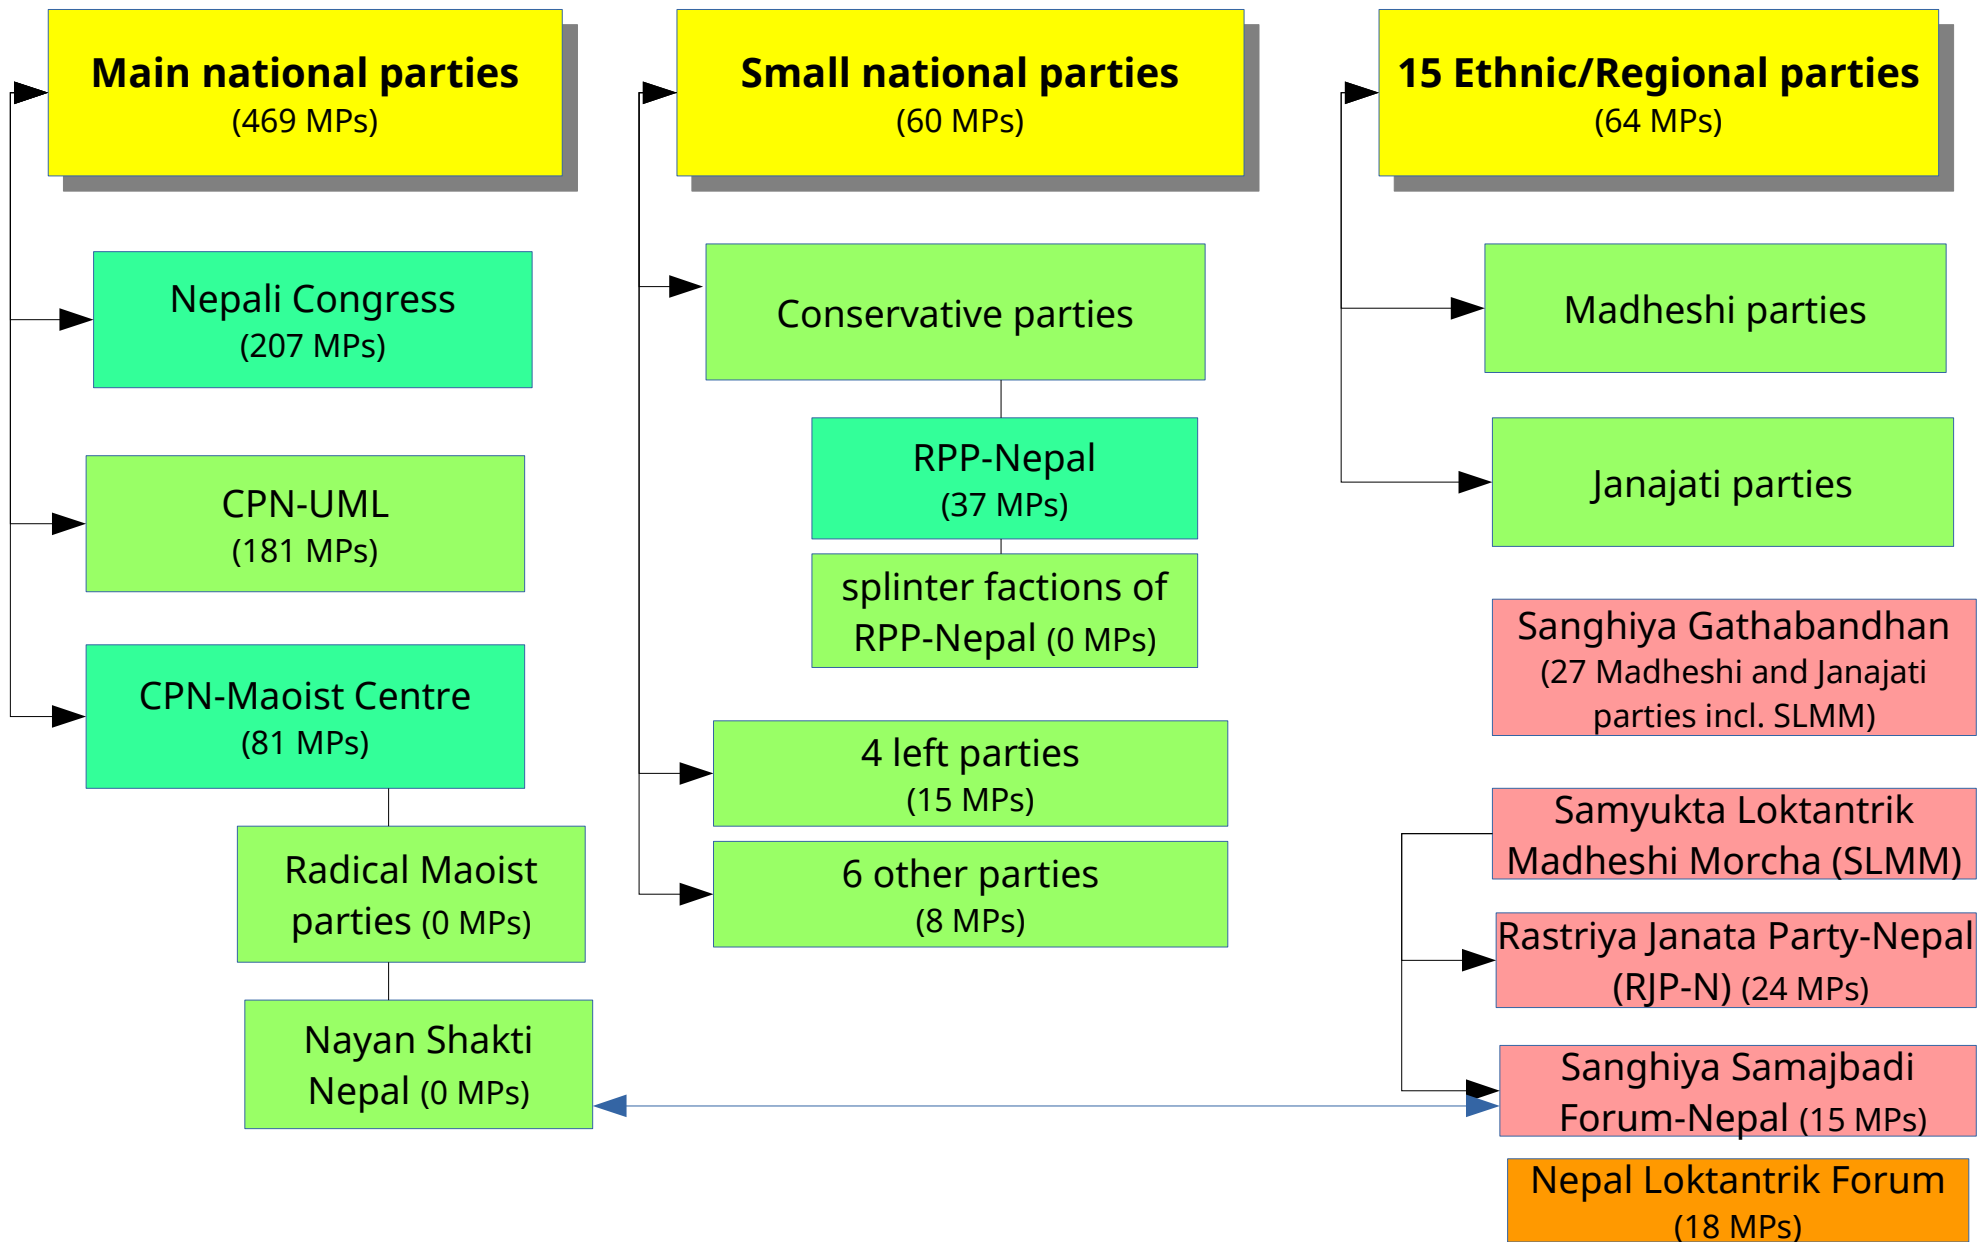 Main national parties
(469 MPs)
Nepali Congress
(207 MPs)
CPN-UML
(181 MPs)
CPN-Maoist Centre
(81 MPs)
Radical Maoist
parties (0 MPs)
Nayan Shakti
Nepal (0 MPs)
Small national parties
(60 MPs)
Conservative parties
RPP-Nepal
(37 MPs)
splinter factions of
RPP-Nepal (0 MPs)
4 left parties
(15 MPs)
6 other parties
(8 MPs)
15 Ethnic/Regional parties
(64 MPs)
Madheshi parties
Janajati parties
Sanghiya Gathabandhan
(27 Madheshi and Janajati
parties incl. SLMM)
Samyukta Loktantrik
Madheshi Morcha (SLMM)
Rastriya Janata Party-Nepal
(RJP-N) (24 MPs)
Sanghiya Samajbadi
Forum-Nepal (15 MPs)
Nepal Loktantrik Forum
(18 MPs)